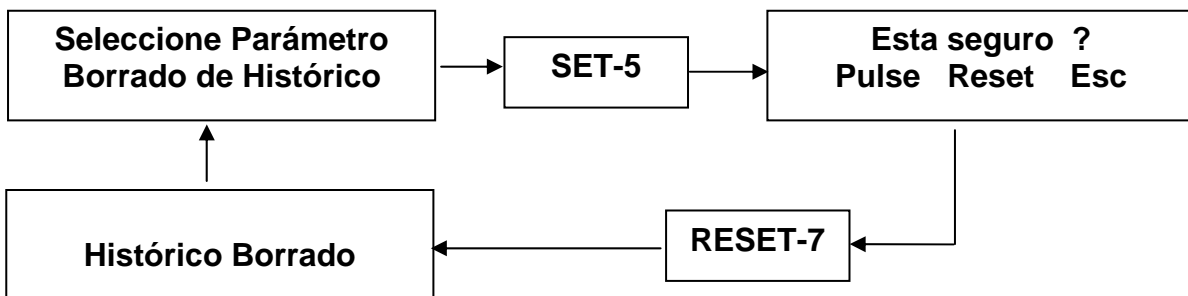 Seleccione Parámetro
Borrado de Histórico
SET-5
Esta seguro ?
Pulse Reset Esc
RESET-7
Histórico Borrado